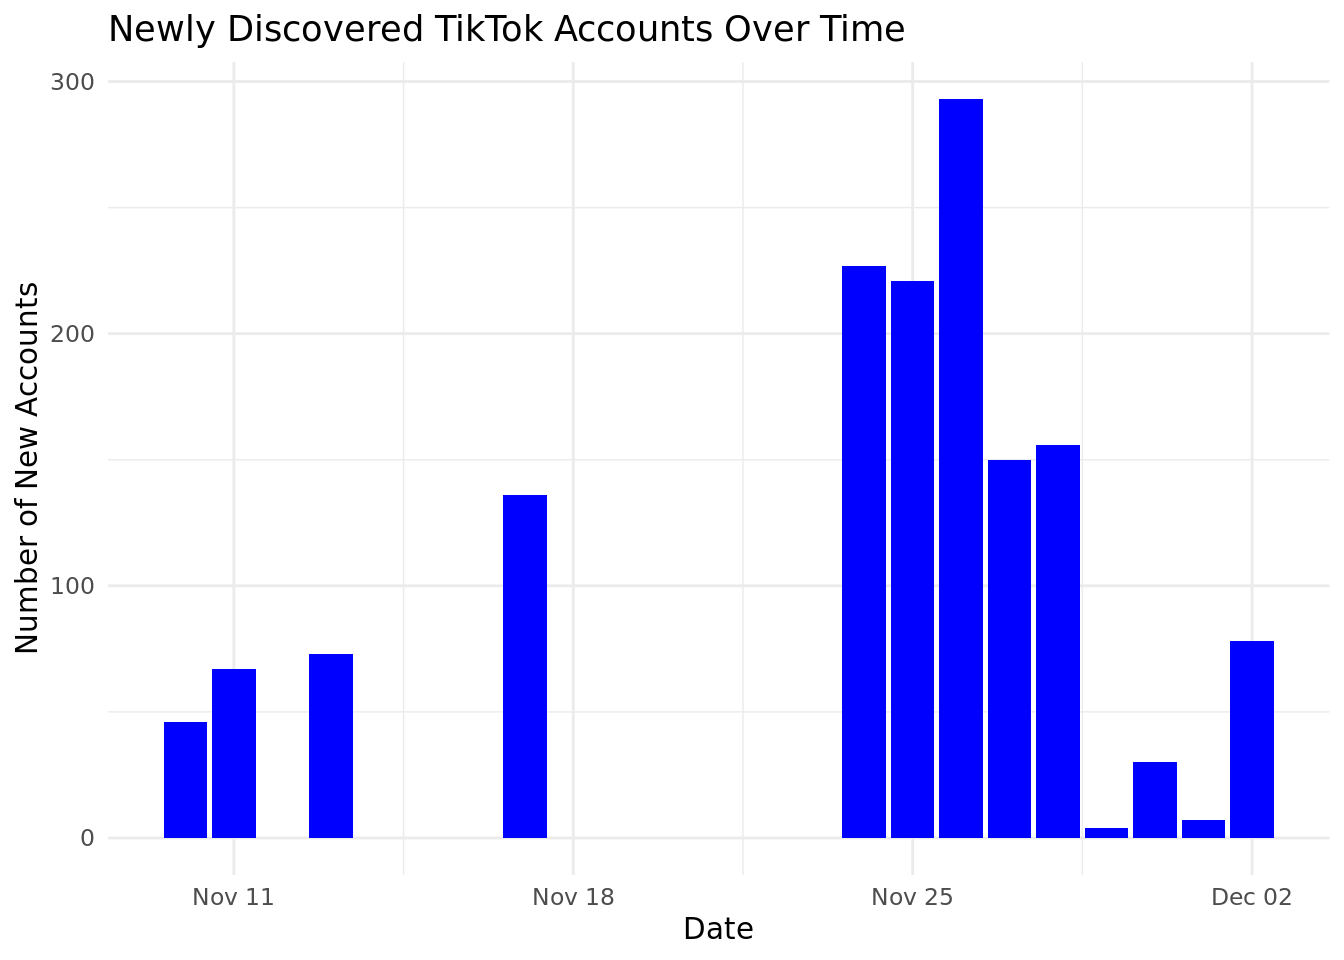 Newly Discovered TikTok Accounts Over Time
Number of New Accounts
300
200
100
0
Nov 11
Nov 18
Nov 25
Dec 02
Date